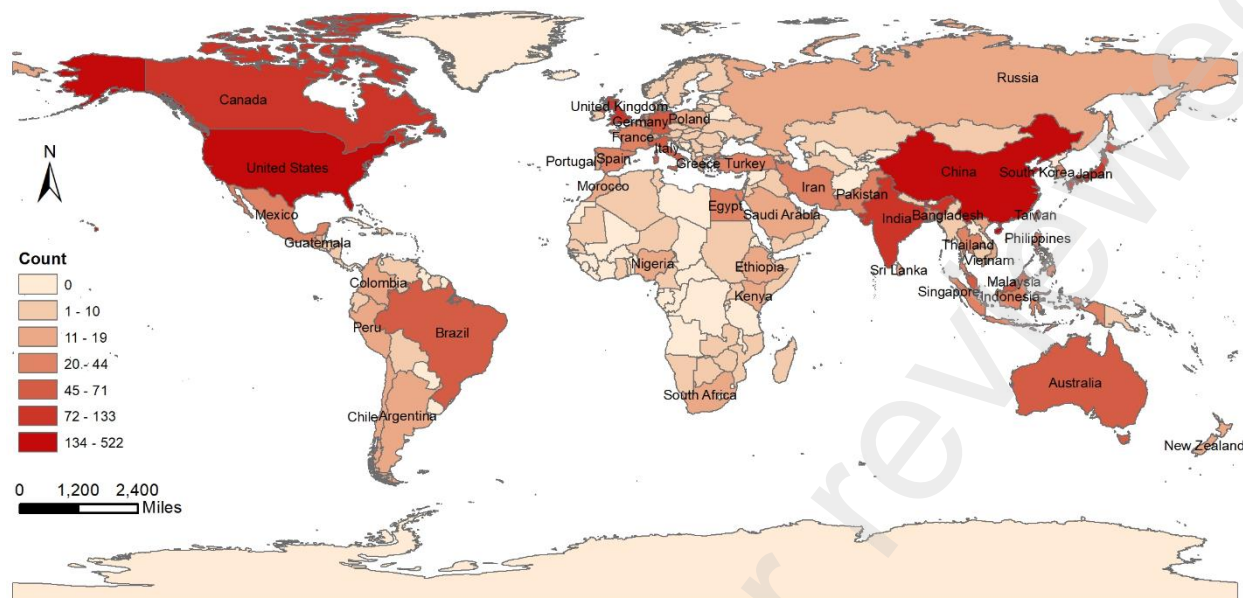 Russia
Canada
United Kingdom
Poland
Germany
France
Italy
N
United States
Portugal
Spain
Greece
Turkey
China
South Korea
Japan
Morocco
Iran
Pakistan
Egypt
Saudi Arabia
India
Bangladesh
Taiwan
Mexico
Guatemala
Thailand
Philippines
Vietnam
Count
0
1 - 10
11 - 19
20 - 44
45 - 71
72 - 133
134 - 522
Nigeria
Ethiopia
Sri Lanka
Colombia
Kenya
Malaysia
Singapore
Indonesia
Peru
Brazil
Australia
South Africa
Chile
Argentina
New Zealand
0 1,200 2,400
Miles
r review